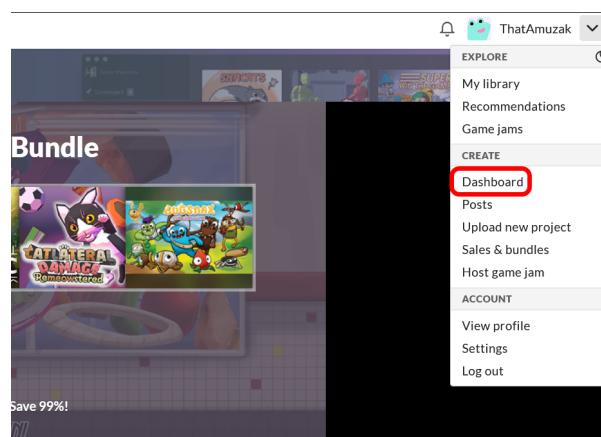 ThatAmuzak
EXPLORE
My library
Recommendations
Game jams
CREATE
Dashboard
Posts
Upload new project
Sales & bundles
Host game jam
ACCOUNT
View profile
Settings
Log out
Bundle
CATLATERAL
DAMAGE
Remeowstered
Save 99%!